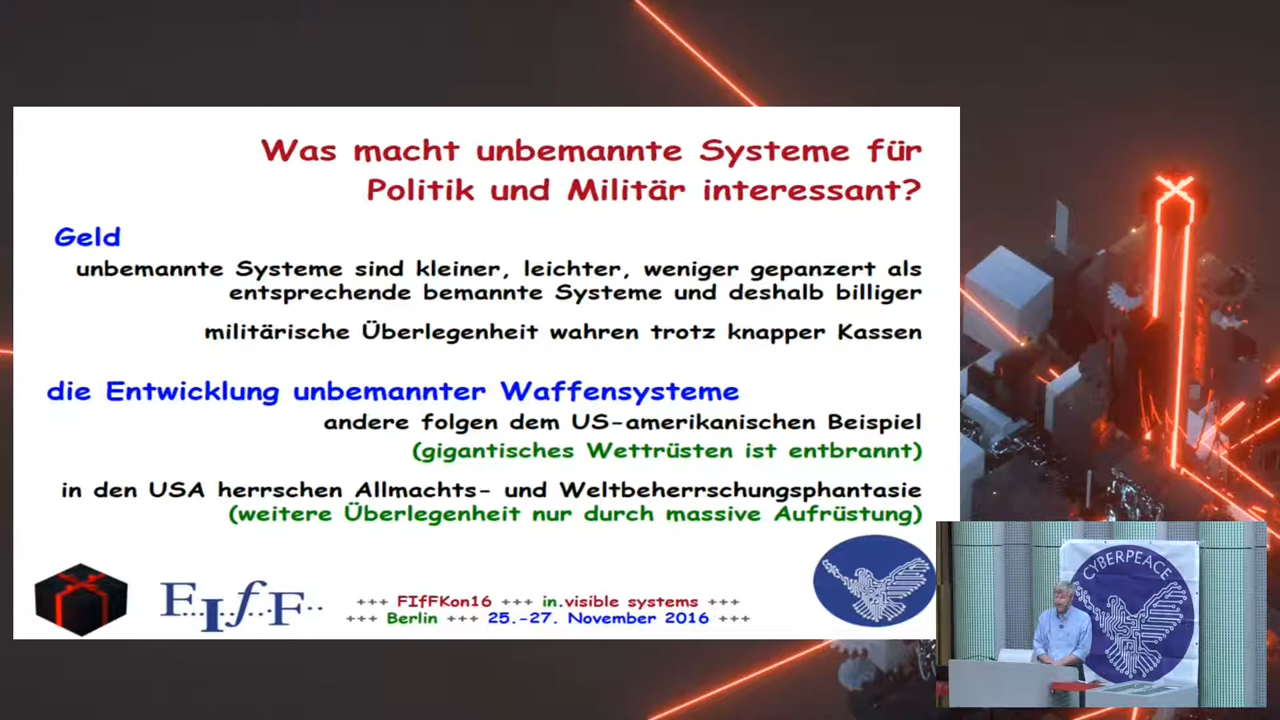 Was macht unbemannte Systeme für
Politik und Militär interessant?
Geld
unbemannte Systeme sind kleiner, leichter, weniger gepanzert als
entsprechende bemannte Systeme und deshalb billiger
militärische Überlegenheit wahren trotz knapper Kassen
die Entwicklung unbemannter Waffensysteme
andere folgen dem US-amerikanischen Beispiel
(gigantisches Wettrüsten ist entbrannt)
in den USA herrschen Allmachts- und Weltbeherrschungsphantasie
(weitere Überlegenheit nur durch massive Aufrüstung)
F..I..f..F..
+++ FIfFKon16 +++ in.visible systems +++
+++ Berlin +++ 25.-27. November 2016 +++
CYBERPEACE